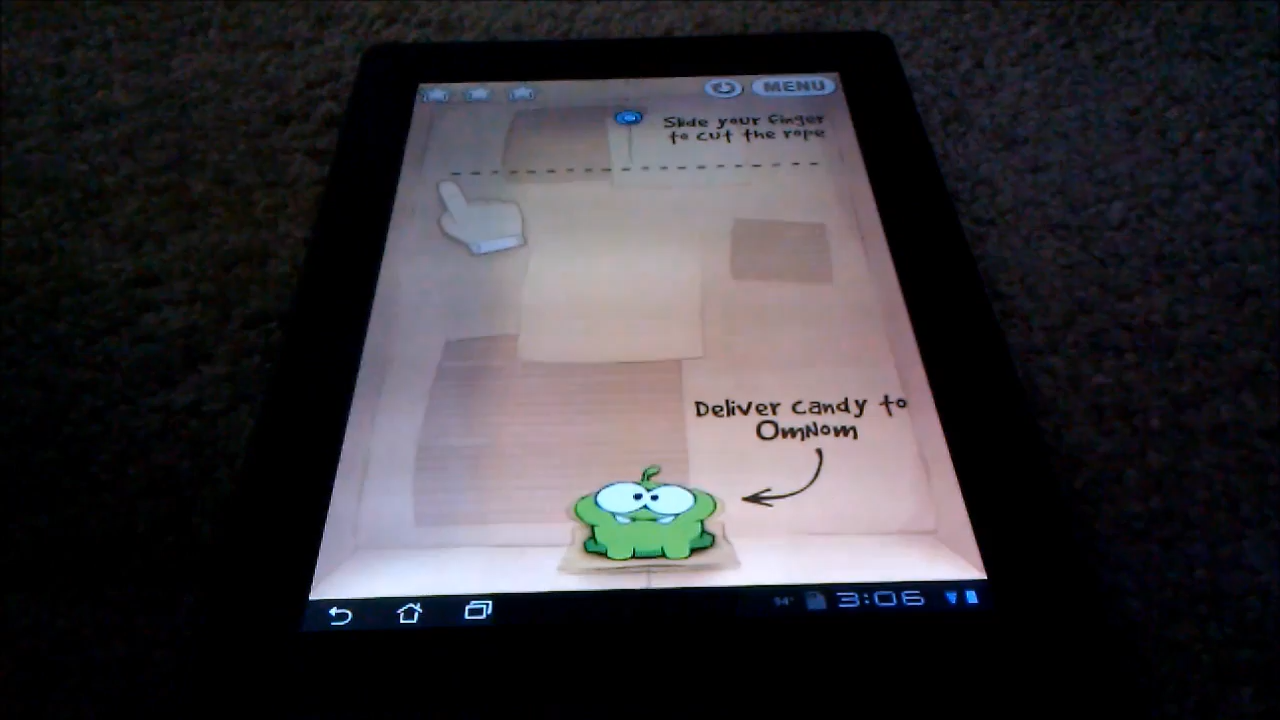 MENU
Slide your finger
to cut the rope
Deliver candy to
OmNom
3:06